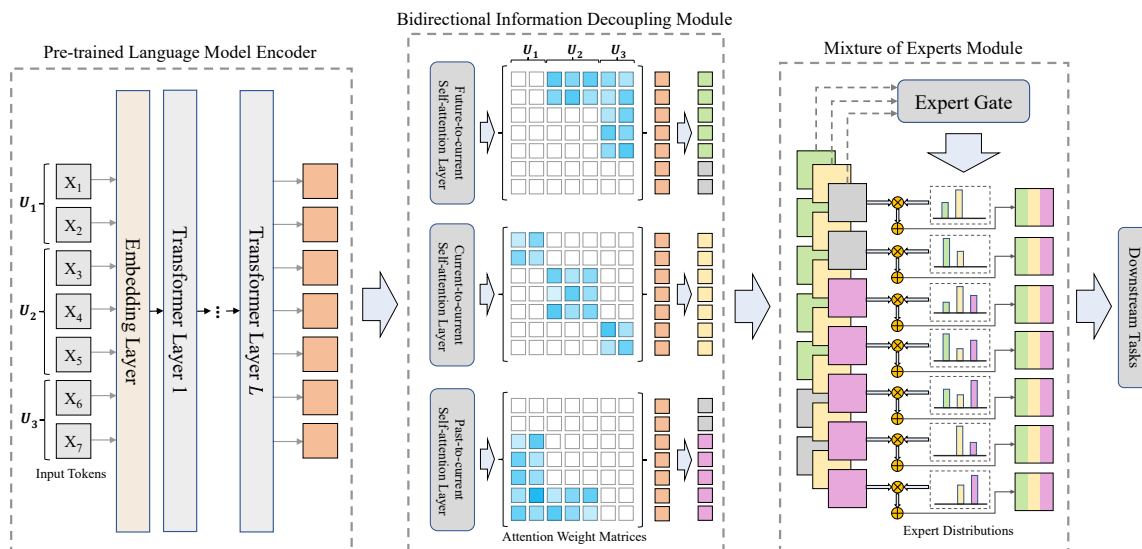 Bidirectional Information Decoupling Module
Pre-trained Language Model Encoder
Mixture of Experts Module
U1
U2
U3
X1
X2
X3
X4
X5
X6
X7
U1
U2
U3
Input Tokens
Embedding Layer
Transformer Layer 1
...
Transformer Layer L
Future-to-current
Self-attention Layer
Current-to-current
Self-attention Layer
Past-to-current
Self-attention Layer
Attention Weight Matrices
Expert Gate
Expert Distributions
Downstream Tasks